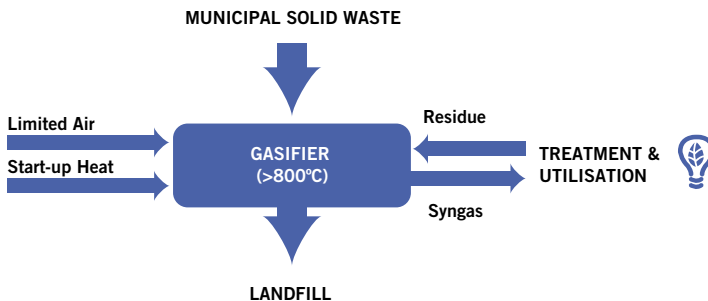 MUNICIPAL SOLID WASTE
Limited Air
Start-up Heat
GASIFIER
(>800ºC)
Residue
Syngas
TREATMENT &
UTILISATION
LANDFILL